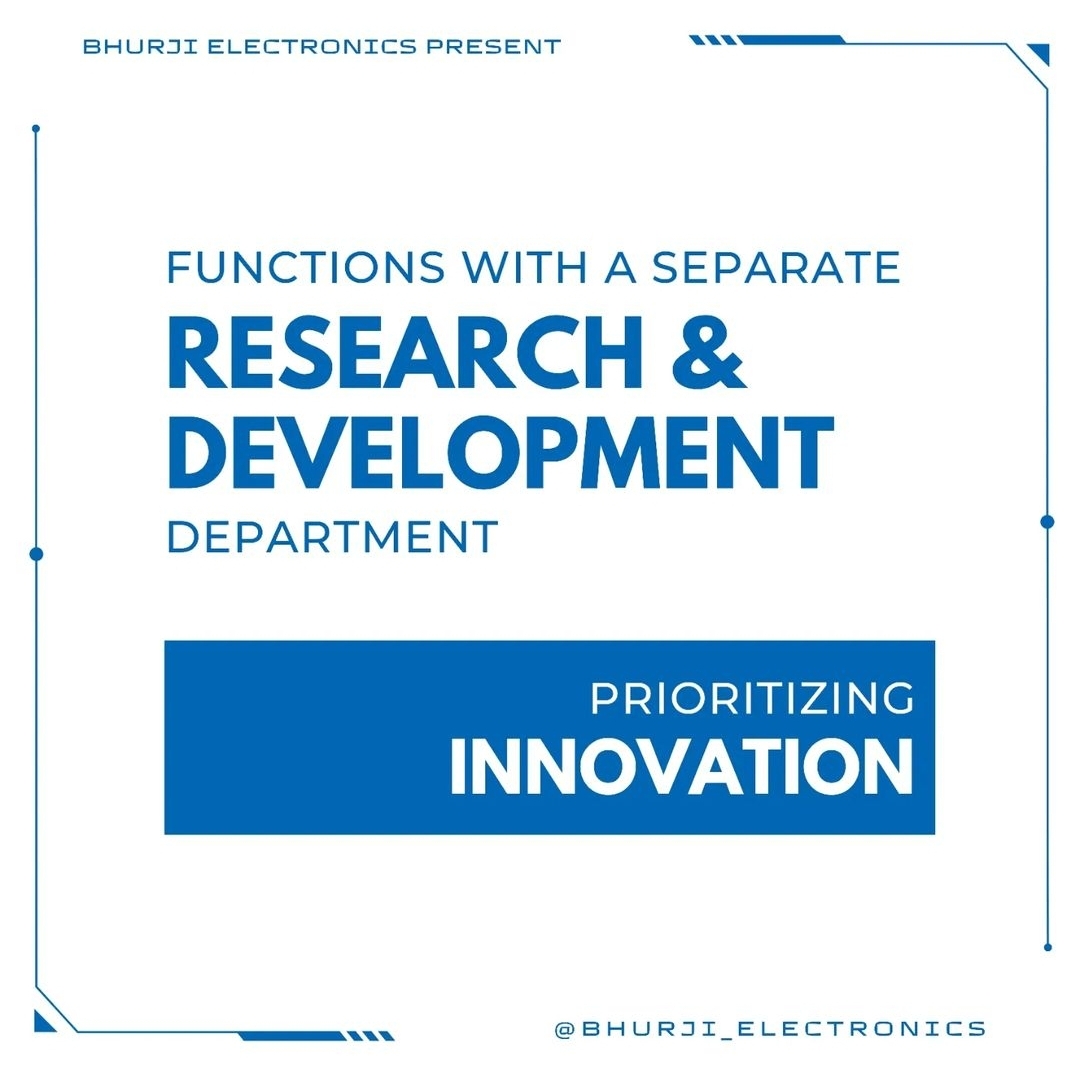 BHURJI ELECTRONICS PRESENT
FUNCTIONS WITH A SEPARATE
RESEARCH &
DEVELOPMENT
DEPARTMENT
PRIORITIZING
INNOVATION
@BHURJI_ELECTRONICS